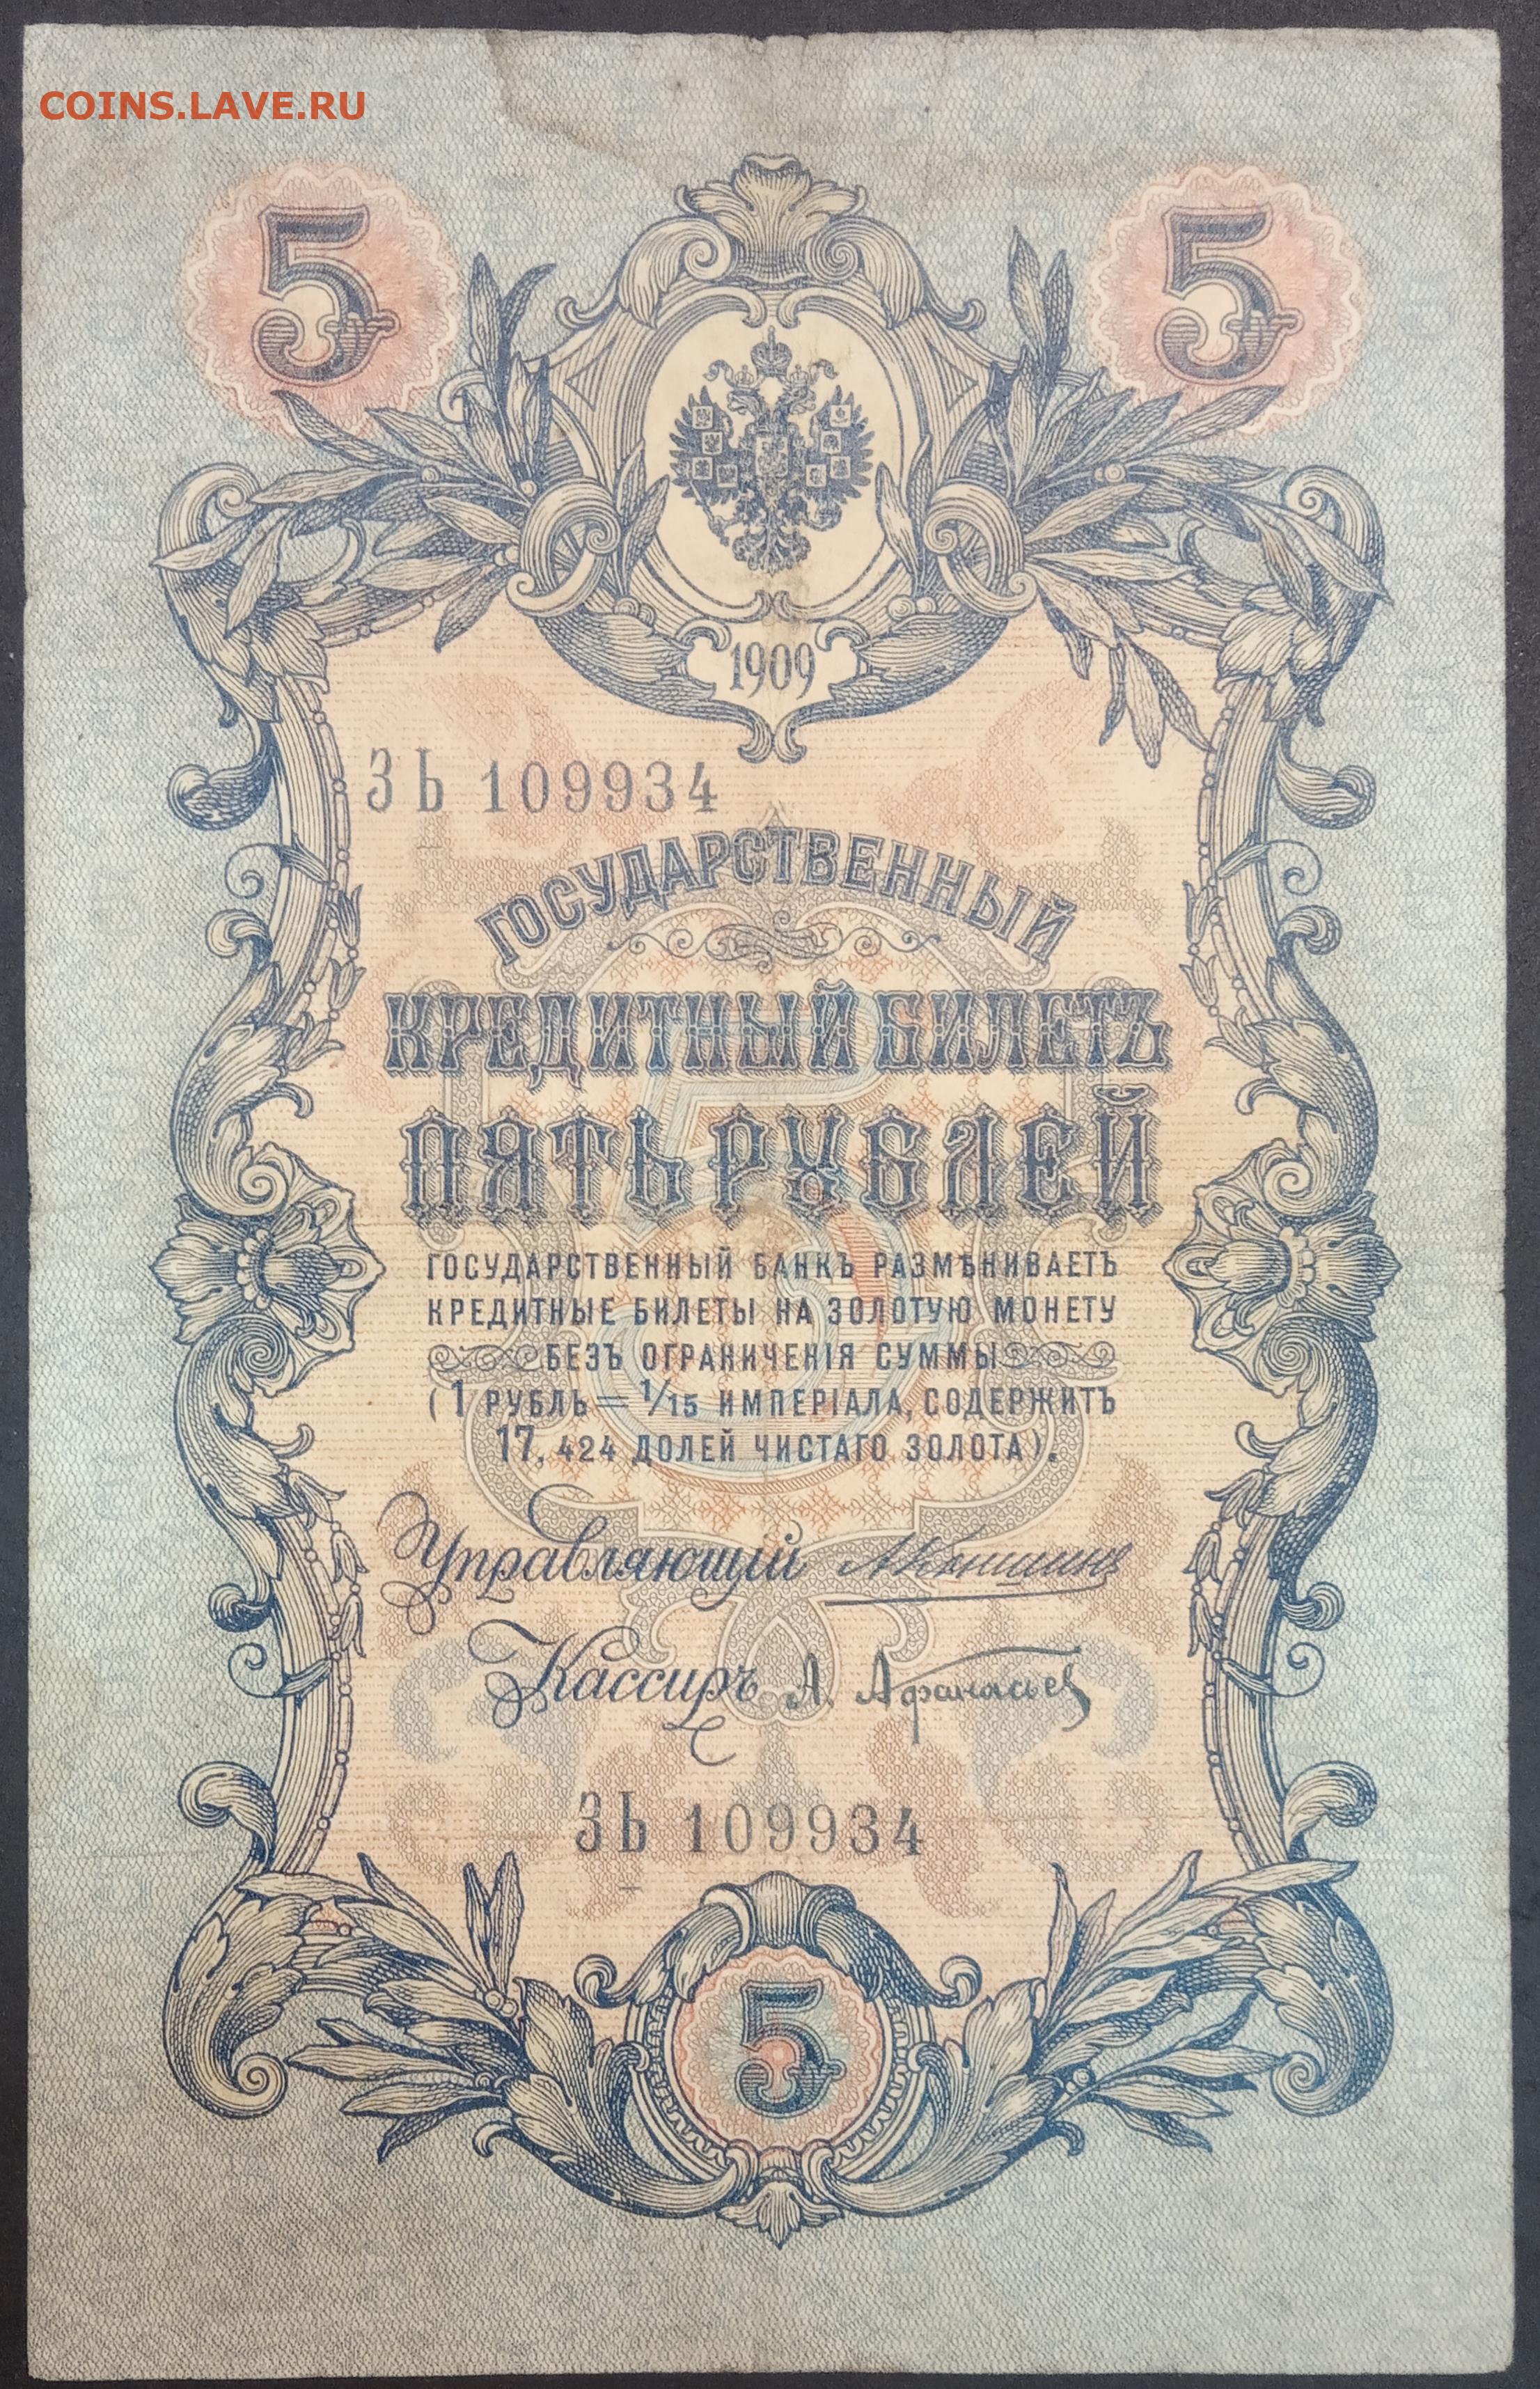 COINS.LAVE.RU
5 5
1909
ЗЬ 109934
ГОСУДАРСТВЕННЫЙ
КРЕДИТНЫЙ БИЛЕТЪ
ПЯТЬ РУБЛЕЙ
ГОСУДАРСТВЕННЫЙ БАНКЪ РАЗМѢНИВАЕТЪ
КРЕДИТНЫЕ БИЛЕТЫ НА ЗОЛОТУЮ МОНЕТУ
БЕЗЪ ОГРАНИЧЕНІЯ СУММЫ
(1 РУБЛЬ = 1/15 ИМПЕРІАЛА, СОДЕРЖИТЪ
17,424 ДОЛЕЙ ЧИСТАГО ЗОЛОТА).
Управляющій АКоншинъ
Кассиръ А. Афанасьев
ЗЬ 109934
5